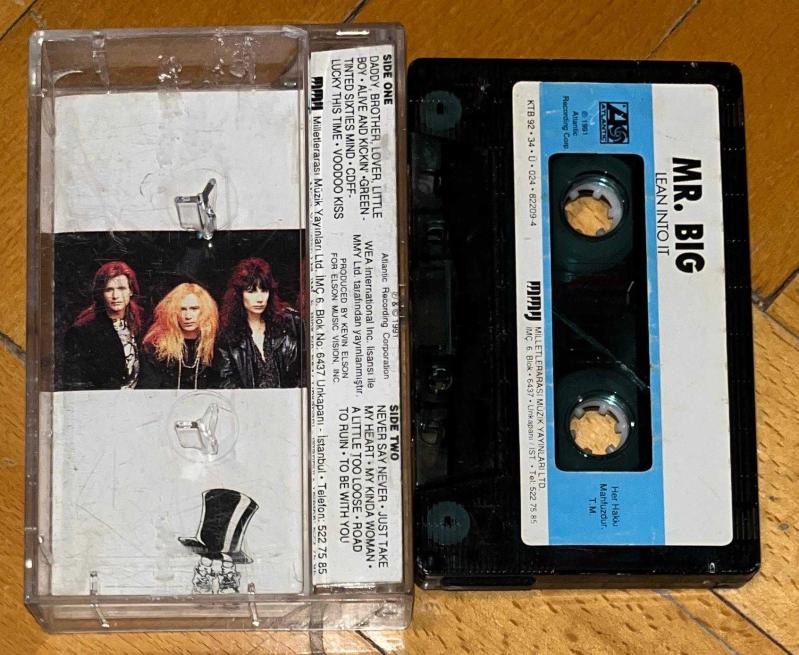 SIDE ONE
DADDY, BROTHER, LOVER, LITTLE
BOY • ALIVE AND KICKIN' •GREEN-
TINTED SIXTIES MIND • CDFF-
LUCKY THIS TIME • VOODOO KISS
℗ & © 1991
Atlantic Recording Corporation
WEA International Inc. lisansı ile
MMY Ltd. tarafından yayınlanmıştır.
PRODUCED BY KEVIN ELSON
FOR ELSON MUSIC VISION, INC.
SIDE TWO
NEVER SAY NEVER • JUST TAKE
MY HEART • MY KINDA WOMAN •
A LITTLE TOO LOOSE • ROAD
TO RUIN • TO BE WITH YOU
mmy Milletlerarası Müzik Yayınları Ltd. İMÇ 6. Blok No: 6437 Unkapanı - İstanbul • Telefon: 522 75 85
MR. BIG
LEAN INTO IT
ATLANTIC
℗ 1991
Atlantic
Recording Corp.
Her Hakkı
Mahfuzdur.
T.M.
KTB 92 • 34 • Ü • 024 • 82209-4
mmy MİLLETLERARASI MÜZİK YAYINLARI LTD.
İMÇ. 6. Blok • 6437 • Unkapanı / İST. • Tel: 522 75 85